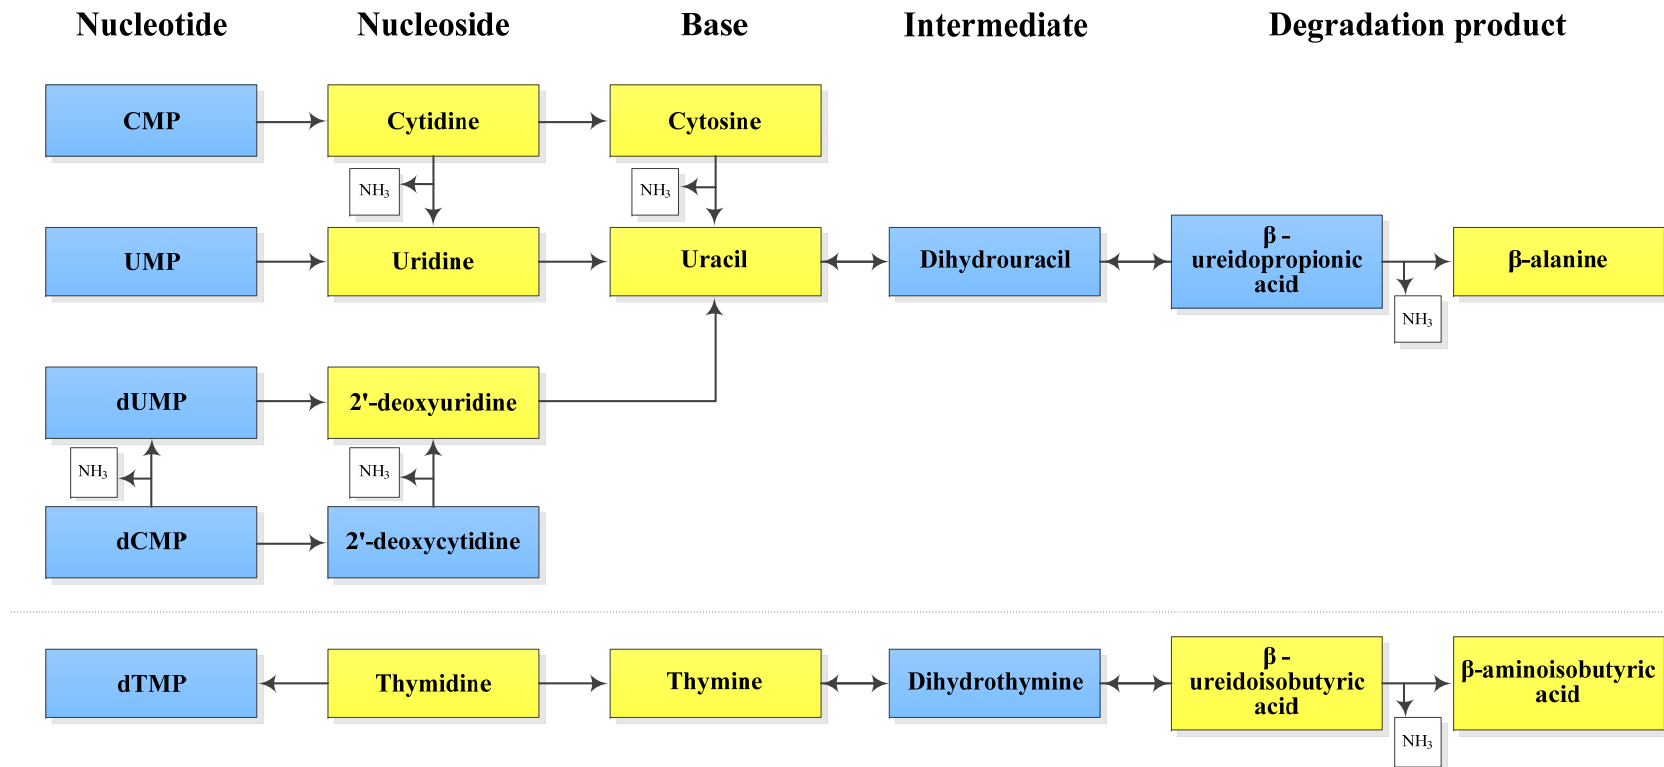 Nucleotide Nucleoside Base Intermediate Degradation product
CMP Cytidine Cytosine
NH₃ NH₃
UMP Uridine Uracil Dihydrouracil β -
ureidopropionic
acid β-alanine
NH₃
dUMP 2'-deoxyuridine
NH₃ NH₃
dCMP 2'-deoxycytidine
dTMP Thymidine Thymine Dihydrothymine β -
ureidoisobutyric
acid β-aminoisobutyric
acid
NH₃